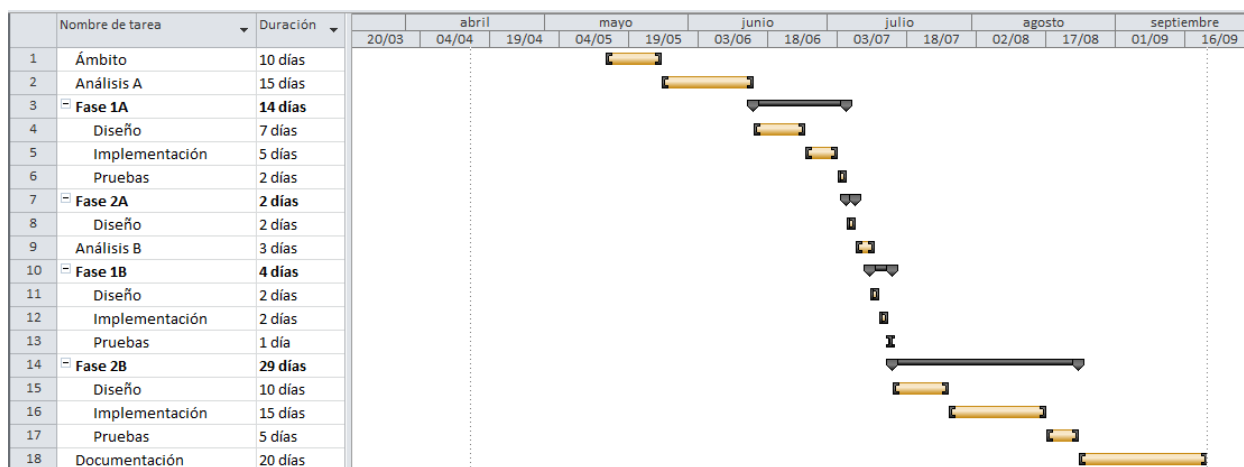 Nombre de tarea Duración abril mayo junio julio agosto septiembre
20/03 04/04 19/04 04/05 19/05 03/06 18/06 03/07 18/07 02/08 17/08 01/09 16/09
1 Ámbito 10 días
2 Análisis A 15 días
3 Fase 1A 14 días
4 Diseño 7 días
5 Implementación 5 días
6 Pruebas 2 días
7 Fase 2A 2 días
8 Diseño 2 días
9 Análisis B 3 días
10 Fase 1B 4 días
11 Diseño 2 días
12 Implementación 2 días
13 Pruebas 1 día
14 Fase 2B 29 días
15 Diseño 10 días
16 Implementación 15 días
17 Pruebas 5 días
18 Documentación 20 días